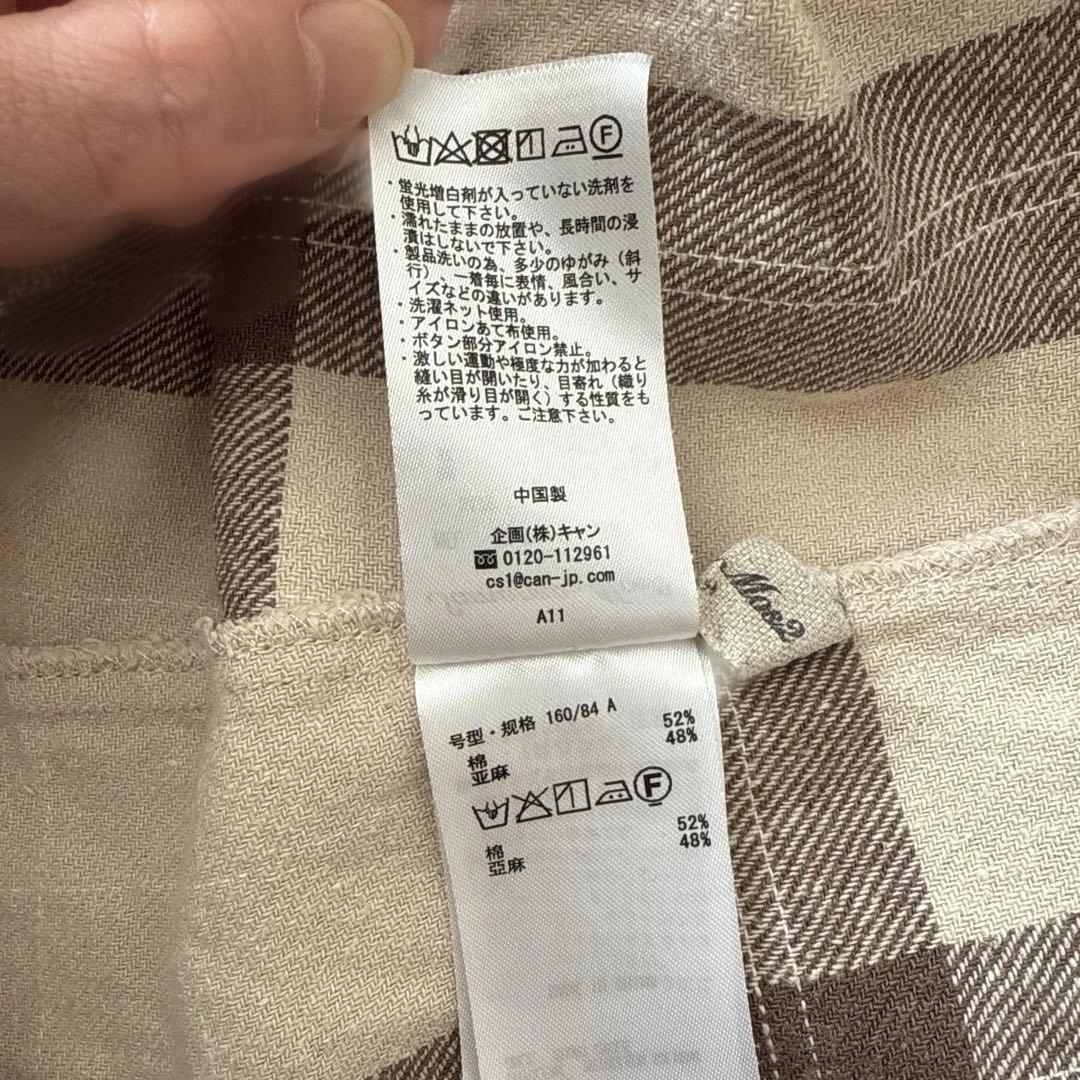 F
・蛍光増白剤が入っていない洗剤を
使用して下さい。
・濡れたままの放置や、長時間の浸
漬はしないで下さい。
・製品洗いの為、多少のゆがみ（斜
行）、一着毎に表情、風合い、サ
イズなどの違いがあります。
・洗濯ネット使用。
・アイロンあて布使用。
・ボタン部分アイロン禁止。
・激しい運動や極度な力が加わると
縫い目が開いたり、目寄れ（織り
糸が滑り目が開く）する性質をも
っています。ご注意下さい。
中国製
企画(株)キャン
0120-112961
cs1@can-jp.com
A11
Mos2
号型・规格 160/84 A
棉 52%
亚麻 48%
F
棉 52%
亞麻 48%